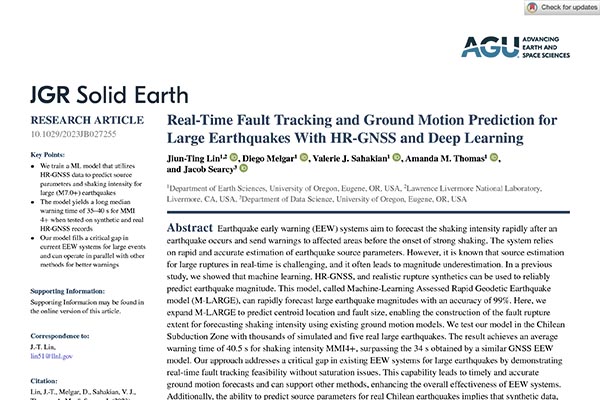 Check for updates
AGU ADVANCING
EARTH AND
SPACE SCIENCES
JGR Solid Earth
RESEARCH ARTICLE
10.1029/2023JB027255
Key Points:
• We train a ML model that utilizes
HR-GNSS data to predict source
parameters and shaking intensity for
large (M7.0+) earthquakes
• The model yields a long median
warning time of 35–40 s for MMI
4+ when tested on synthetic and real
HR-GNSS records
• Our model fills a critical gap in
current EEW systems for large events
and can operate in parallel with other
methods for better warnings
Supporting Information:
Supporting Information may be found in
the online version of this article.
Correspondence to:
J.-T. Lin,
lin51@llnl.gov
Citation:
Lin, J.-T., Melgar, D., Sahakian, V. J.,
Real-Time Fault Tracking and Ground Motion Prediction for
Large Earthquakes With HR-GNSS and Deep Learning
Jiun-Ting Lin1,2, Diego Melgar1, Valerie J. Sahakian1, Amanda M. Thomas1,
and Jacob Searcy3
1Department of Earth Sciences, University of Oregon, Eugene, OR, USA, 2Lawrence Livermore National Laboratory,
Livermore, CA, USA, 3Department of Data Science, University of Oregon, Eugene, OR, USA
Abstract Earthquake early warning (EEW) systems aim to forecast the shaking intensity rapidly after an
earthquake occurs and send warnings to affected areas before the onset of strong shaking. The system relies
on rapid and accurate estimation of earthquake source parameters. However, it is known that source estimation
for large ruptures in real-time is challenging, and it often leads to magnitude underestimation. In a previous
study, we showed that machine learning, HR-GNSS, and realistic rupture synthetics can be used to reliably
predict earthquake magnitude. This model, called Machine-Learning Assessed Rapid Geodetic Earthquake
model (M-LARGE), can rapidly forecast large earthquake magnitudes with an accuracy of 99%. Here, we
expand M-LARGE to predict centroid location and fault size, enabling the construction of the fault rupture
extent for forecasting shaking intensity using existing ground motion models. We test our model in the Chilean
Subduction Zone with thousands of simulated and five real large earthquakes. The result achieves an average
warning time of 40.5 s for shaking intensity MMI4+, surpassing the 34 s obtained by a similar GNSS EEW
model. Our approach addresses a critical gap in existing EEW systems for large earthquakes by demonstrating
real-time fault tracking feasibility without saturation issues. This capability leads to timely and accurate
ground motion forecasts and can support other methods, enhancing the overall effectiveness of EEW systems.
Additionally, the ability to predict source parameters for real Chilean earthquakes implies that synthetic data,